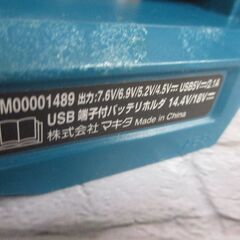 M00001489 出力:7.6V/6.9V/5.2V/4.5V⎓ USB5V⎓2.1A
USB 端子付バッテリホルダ 14.4V/18V⎓
株式会社マキタ Made in China